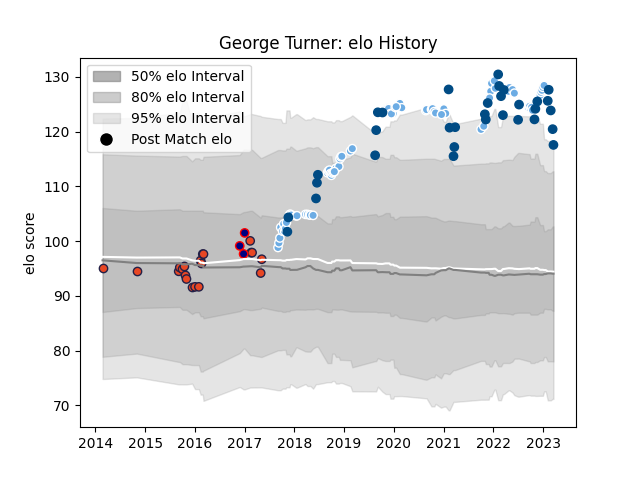 George Turner: elo History
50% elo Interval
80% elo Interval
95% elo Interval
Post Match elo
elo score
130
120
110
100
90
80
70
2014 2015 2016 2017 2018 2019 2020 2021 2022 2023